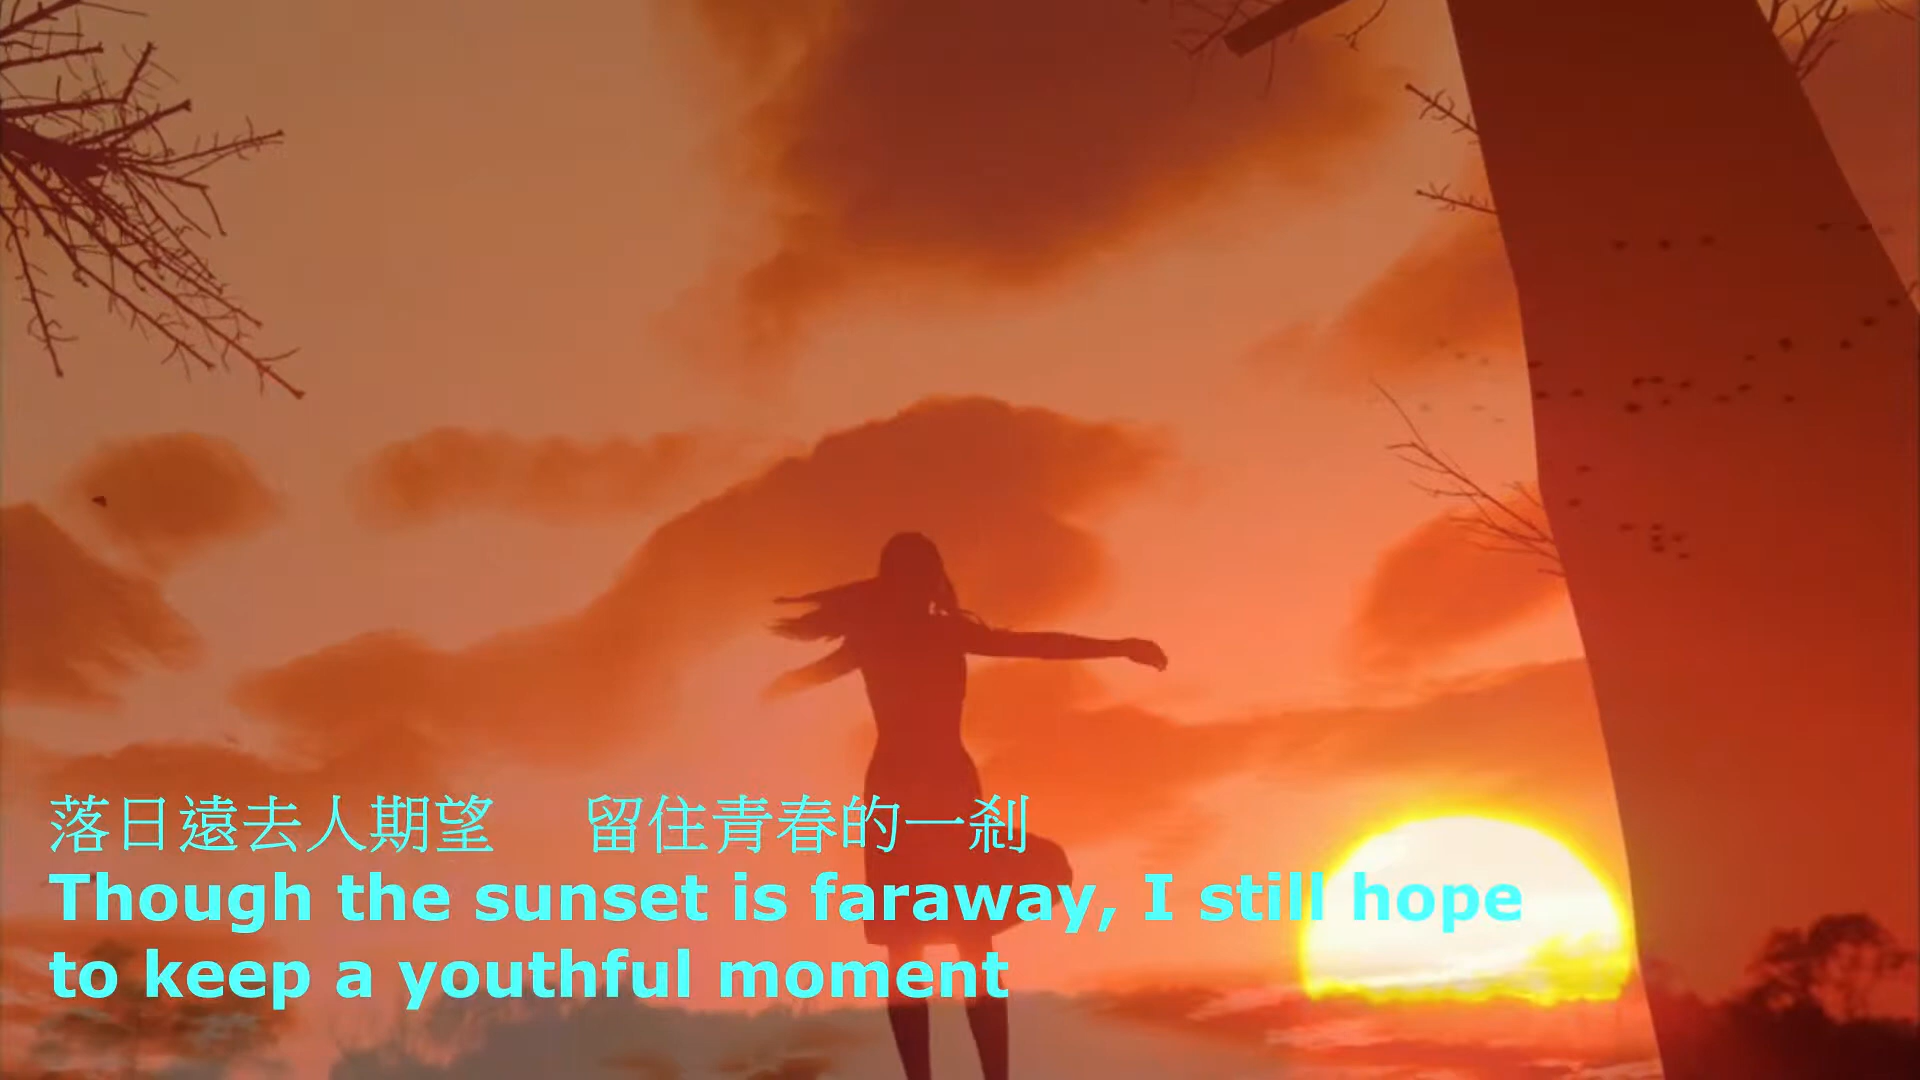 落日遠去人期望 留住青春的一剎
Though the sunset is faraway, I still hope
to keep a youthful moment